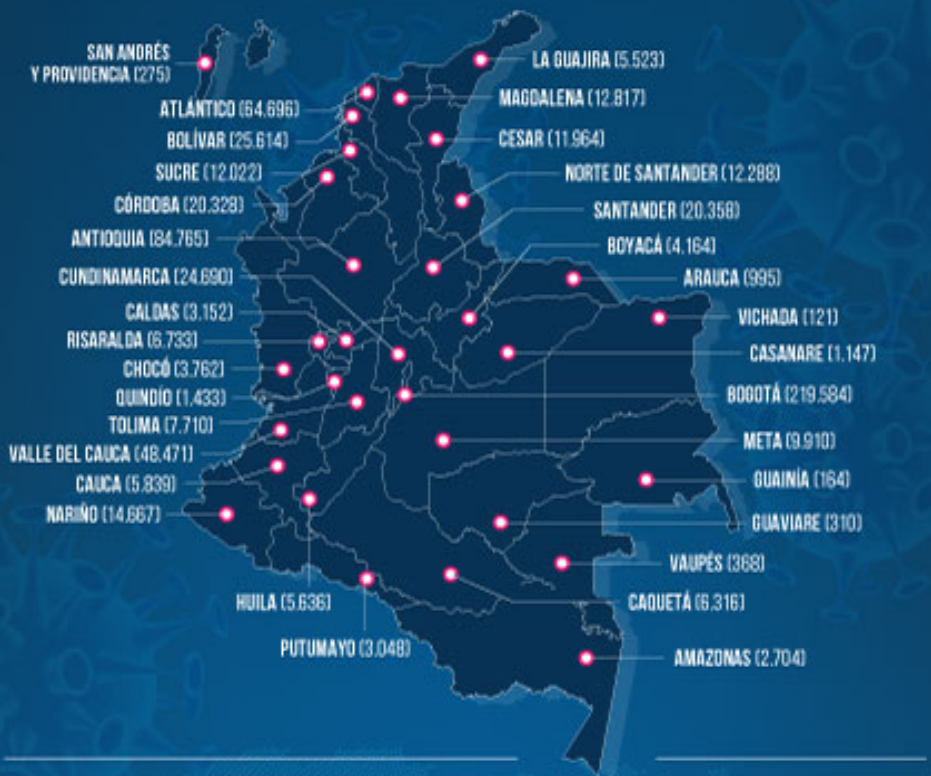 SAN ANDRÉS
Y PROVIDENCIA (275)
ATLÁNTICO (64.696)
BOLÍVAR (25.614)
SUCRE (12.022)
CÓRDOBA (20.328)
ANTIOQUIA (84.765)
CUNDINAMARCA (24.690)
CALDAS (3.152)
RISARALDA (6.733)
CHOCÓ (3.762)
QUINDÍO (1.433)
TOLIMA (7.710)
VALLE DEL CAUCA (48.471)
CAUCA (5.839)
NARIÑO (14.667)
HUILA (5.636)
PUTUMAYO (3.048)
LA GUAJIRA (5.523)
MAGDALENA (12.817)
CESAR (11.964)
NORTE DE SANTANDER (12.288)
SANTANDER (20.358)
BOYACÁ (4.164)
ARAUCA (995)
VICHADA (121)
CASANARE (1.147)
BOGOTÁ (219.584)
META (9.910)
GUAINÍA (164)
GUAVIARE (310)
VAUPÉS (368)
CAQUETÁ (6.316)
AMAZONAS (2.704)